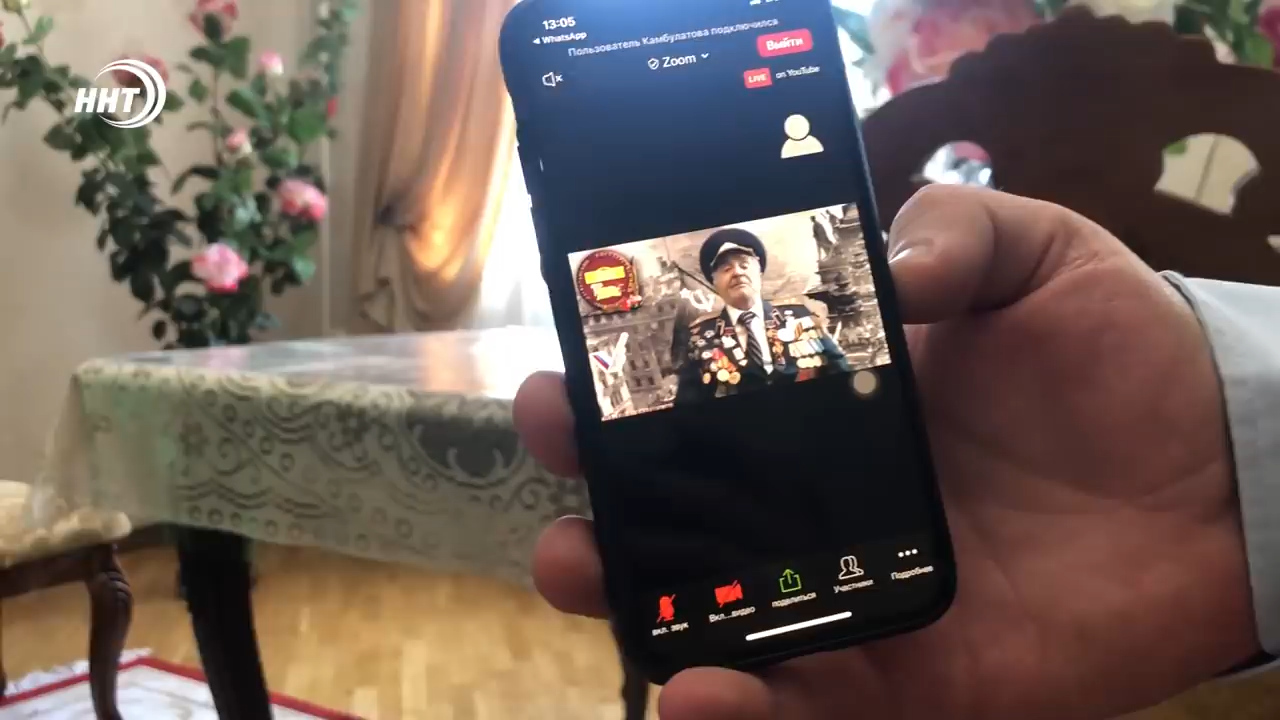 ННТ
13:05
WhatsApp
Пользователь Камбулатова подключился
Zoom
Выйти
LIVE on YouTube
вкл. звук
Вкл...видео
поделиться
Участники
Подробнее